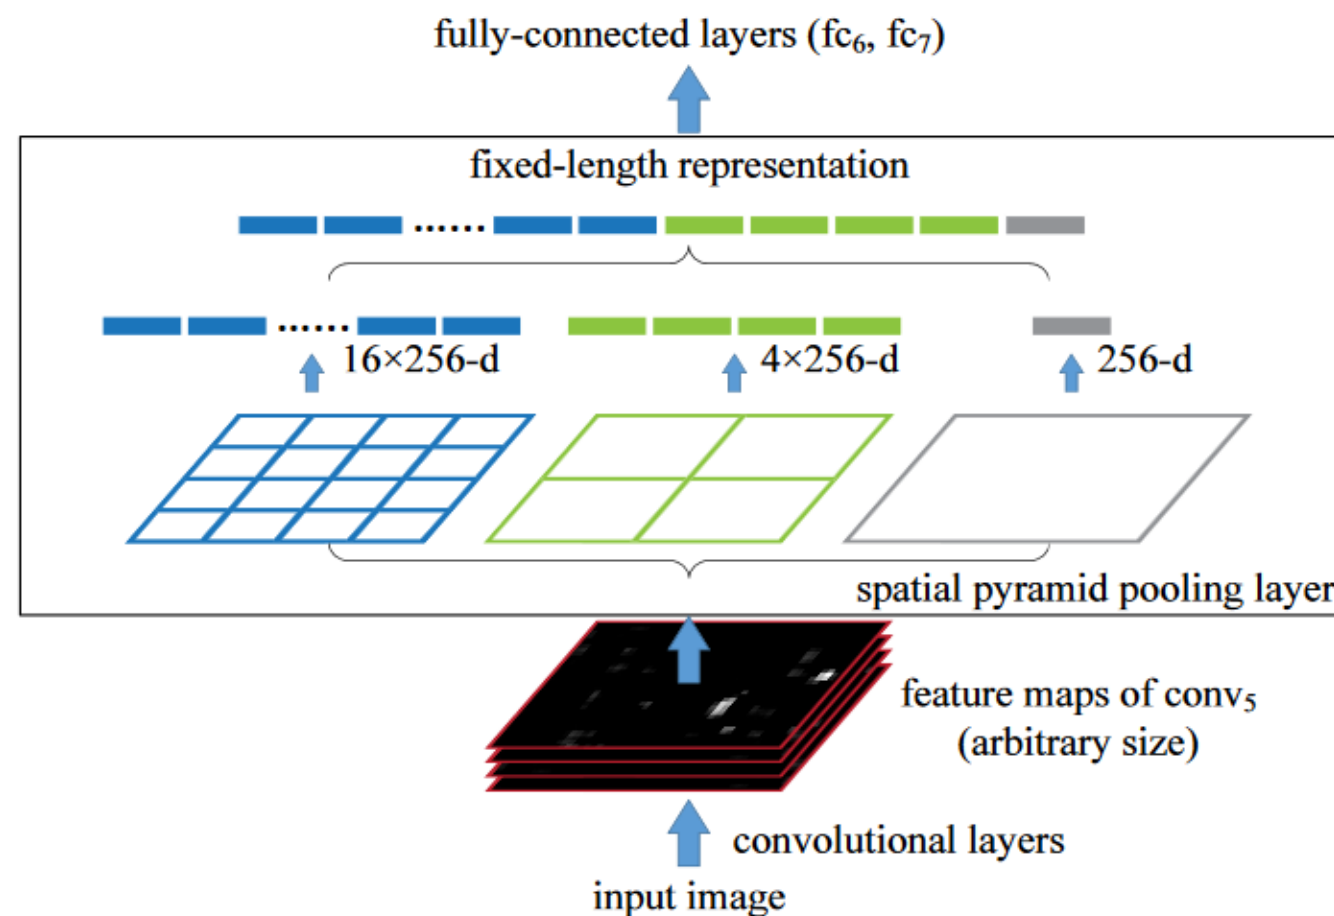 fully-connected layers (fc₆, fc₇)
fixed-length representation
......
......
16×256-d
4×256-d
256-d
spatial pyramid pooling layer
feature maps of conv₅
(arbitrary size)
convolutional layers
input image